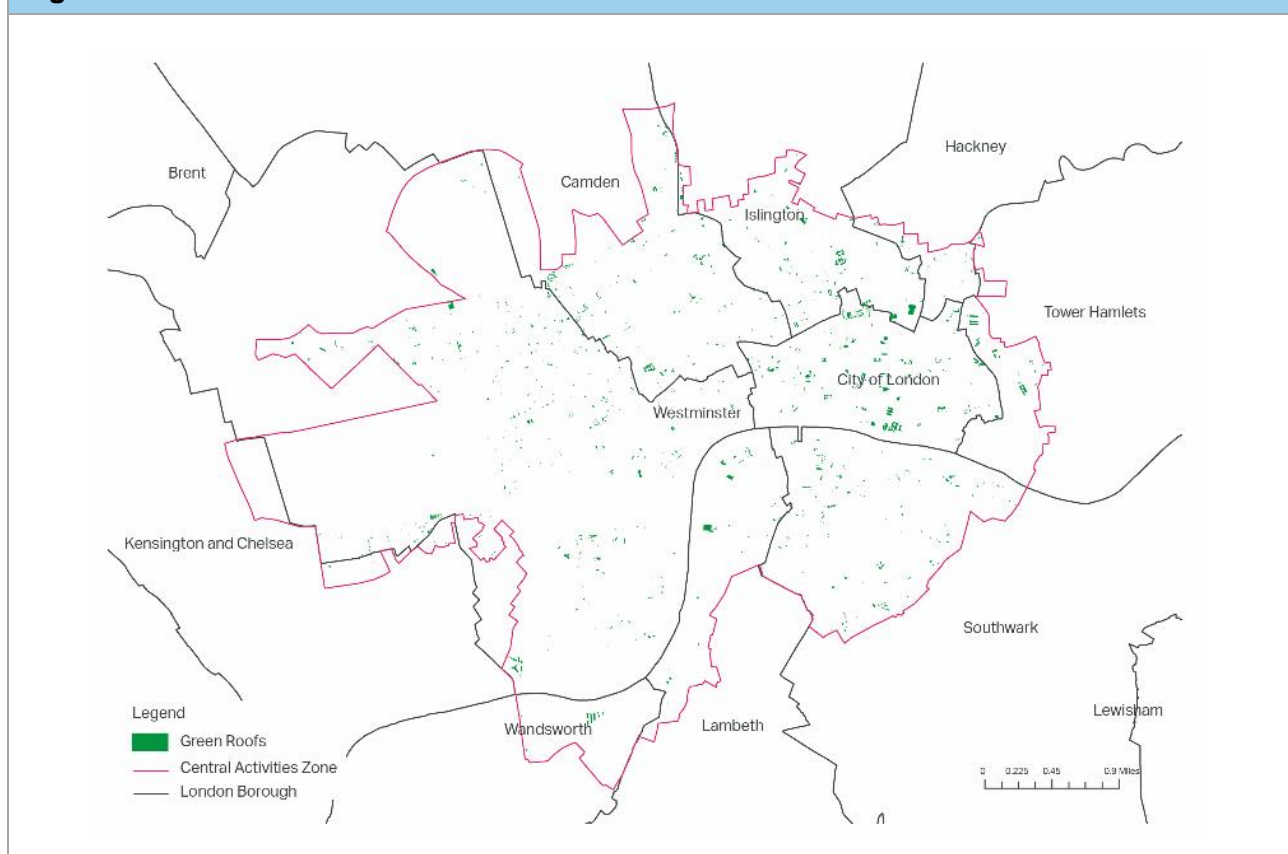 Hackney
Brent
Camden
Islington
Tower Hamlets
City of London
Westminster
Kensington and Chelsea
Southwark
Lewisham
Wandsworth
Lambeth
Legend
Green Roofs
Central Activities Zone
London Borough
0 0.225 0.45 0.9 Miles